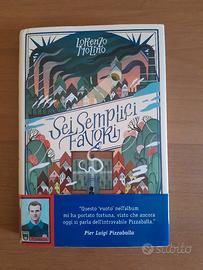 LORENZO
MOLINO
Sei Semplici
Favori
"Questo "vuoto" nell'album
mi ha portato fortuna, visto che ancora
oggi si parla dell'introvabile Pizzaballa."
Pier Luigi Pizzaballa
subito